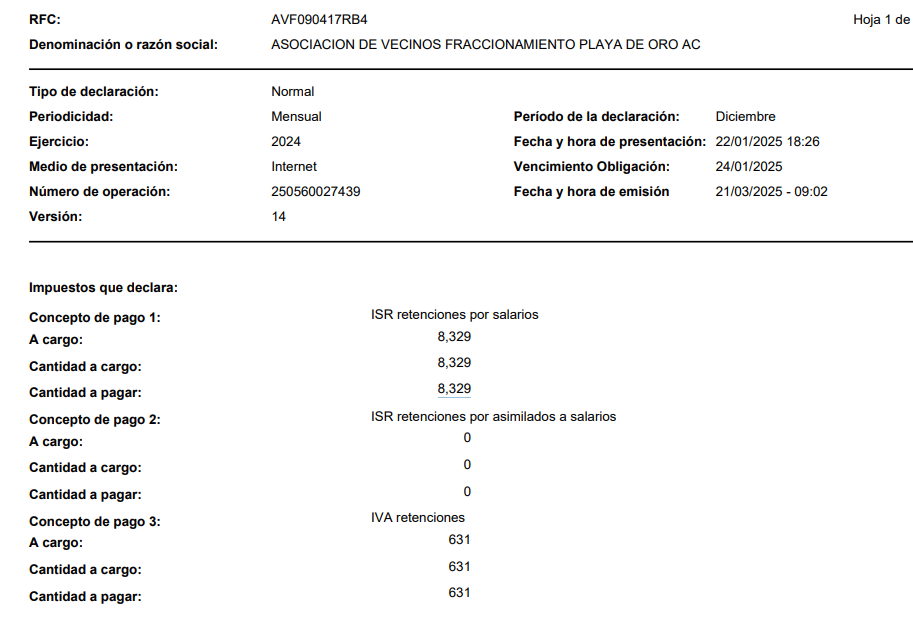 RFC: AVF090417RB4 Hoja 1 de
Denominación o razón social: ASOCIACION DE VECINOS FRACCIONAMIENTO PLAYA DE ORO AC
Tipo de declaración: Normal
Periodicidad: Mensual Período de la declaración: Diciembre
Ejercicio: 2024 Fecha y hora de presentación: 22/01/2025 18:26
Medio de presentación: Internet Vencimiento Obligación: 24/01/2025
Número de operación: 250560027439 Fecha y hora de emisión 21/03/2025 - 09:02
Versión: 14
Impuestos que declara:
Concepto de pago 1: ISR retenciones por salarios
A cargo: 8,329
Cantidad a cargo: 8,329
Cantidad a pagar: 8,329
Concepto de pago 2: ISR retenciones por asimilados a salarios
A cargo: 0
Cantidad a cargo: 0
Cantidad a pagar: 0
Concepto de pago 3: IVA retenciones
A cargo: 631
Cantidad a cargo: 631
Cantidad a pagar: 631